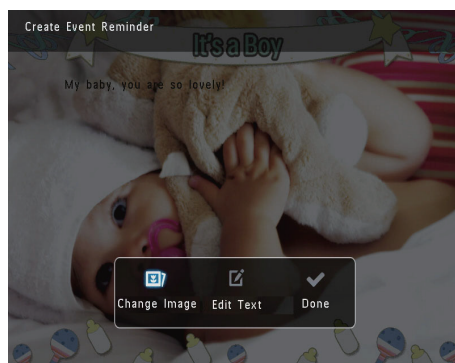 Create Event Reminder
It's a Boy
My baby, you are so lovely!
Change Image Edit Text Done